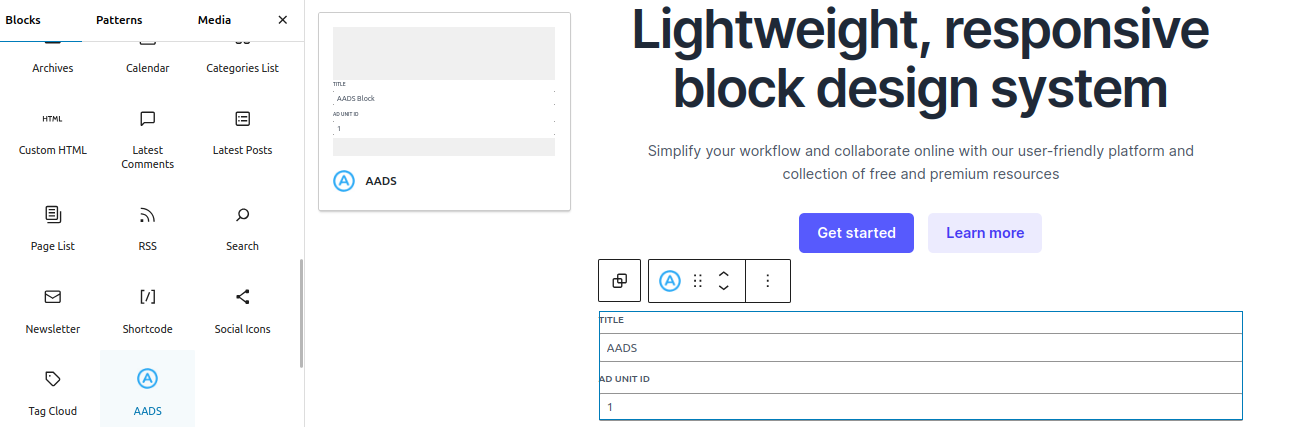 Blocks
Patterns
Media
Archives
Calendar
Categories List
HTML
Custom HTML
Latest
Comments
Latest Posts
Page List
RSS
Search
Newsletter
[/]
Shortcode
Social Icons
Tag Cloud
AADS
TITLE
AADS Block
AD UNIT ID
1
AADS
Lightweight, responsive
block design system
Simplify your workflow and collaborate online with our user-friendly platform and
collection of free and premium resources
Get started
Learn more
TITLE
AADS
AD UNIT ID
1